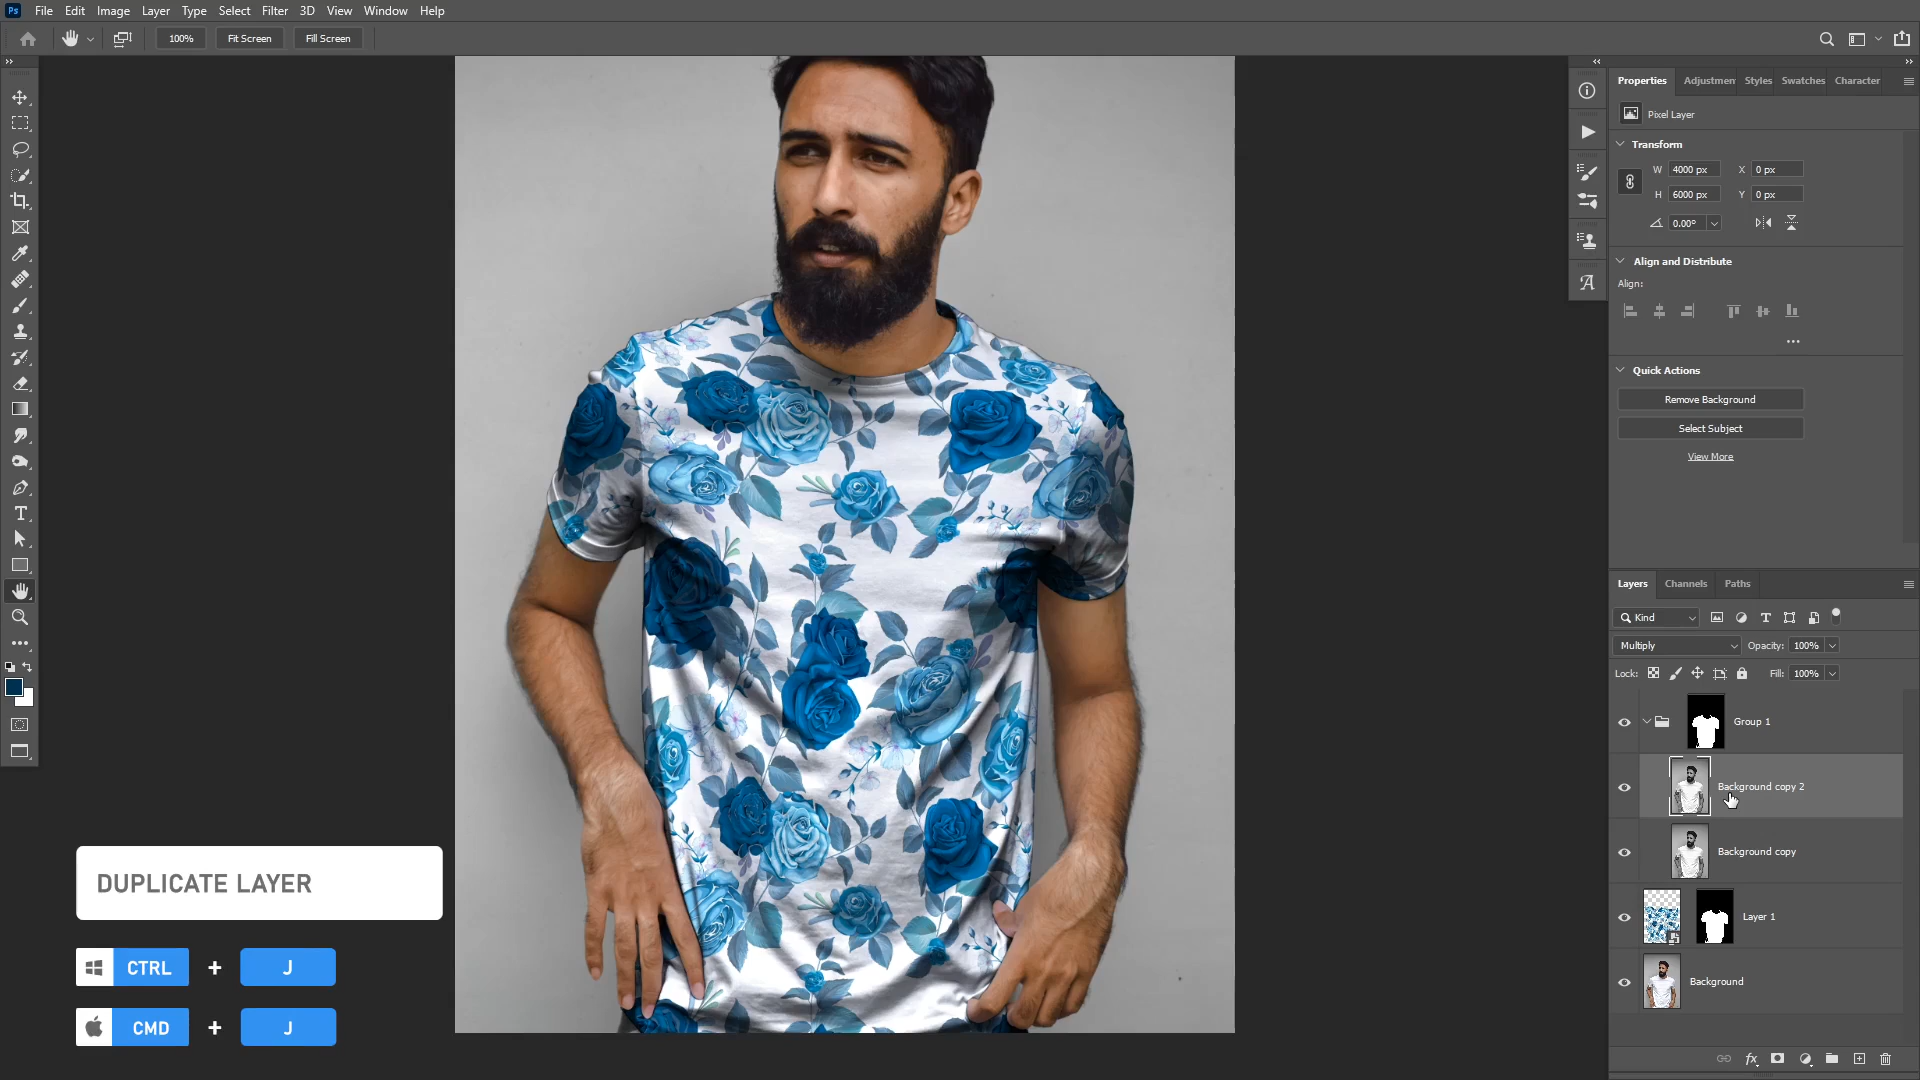 Ps File Edit Image Layer Type Select Filter 3D View Window Help
100% Fit Screen Fill Screen
Properties Adjustmen Styles Swatches Character
Pixel Layer
Transform
W 4000 px X 0 px
H 6000 px Y 0 px
0.00°
Align and Distribute
Align:
Quick Actions
Remove Background
Select Subject
View More
Layers Channels Paths
Kind
Multiply Opacity: 100%
Lock: Fill: 100%
Group 1
Background copy 2
Background copy
Layer 1
Background
DUPLICATE LAYER
CTRL + J
CMD + J